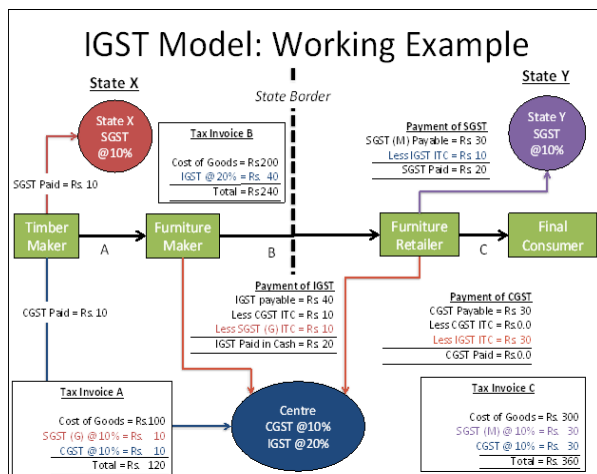 IGST Model: Working Example
State X
State Y
State Border
State X
SGST
@10%
State Y
SGST
@10%
Tax Invoice B
Cost of Goods = Rs.200
IGST @ 20% = Rs. 40
Total = Rs.240
Payment of SGST
SGST (M) Payable = Rs 30
Less IGST ITC = Rs 10
SGST Paid = Rs 20
SGST Paid = Rs. 10
Timber
Maker
A
Furniture
Maker
B
Furniture
Retailer
C
Final
Consumer
CGST Paid = Rs. 10
Payment of IGST
IGST payable = Rs 40
Less CGST ITC = Rs 10
Less SGST (G) ITC = Rs 10
IGST Paid in Cash = Rs 20
Payment of CGST
CGST Payable = Rs 30
Less CGST ITC = Rs.0.0
Less IGST ITC = Rs 30
CGST Paid = Rs.0.0
Tax Invoice A
Cost of Goods = Rs.100
SGST (G) @ 10% = Rs. 10
CGST @ 10% = Rs. 10
Total = Rs. 120
Centre
CGST @10%
IGST @20%
Tax Invoice C
Cost of Goods = Rs. 300
SGST (M) @ 10% = Rs. 30
CGST @ 10% = Rs. 30
Total = Rs. 360